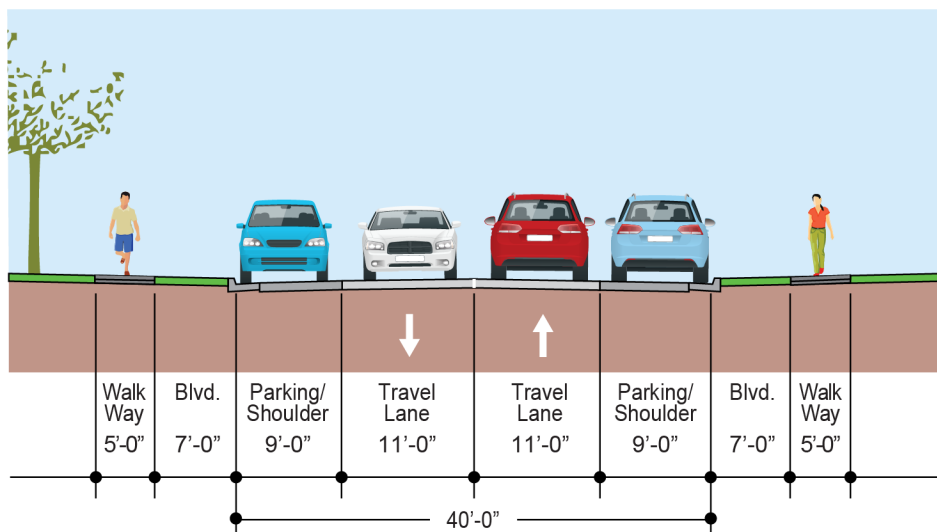 Walk
Way
5’-0”
Blvd.
7’-0”
Parking/
Shoulder
9’-0”
Travel
Lane
11’-0”
Travel
Lane
11’-0”
Parking/
Shoulder
9’-0”
Blvd.
7’-0”
Walk
Way
5’-0”
40’-0”